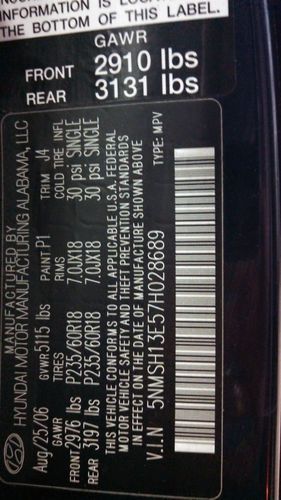 INFORMATION IS LOCATED
THE BOTTOM OF THIS LABEL.
GAWR
FRONT 2910 lbs
REAR 3131 lbs
MANUFACTURED BY
HYUNDAI MOTOR MANUFACTURING ALABAMA, LLC
Aug/25/06 GVWR 5115 lbs PAINT P1 TRIM J4
GAWR TIRES RIMS COLD TIRE INFL
FRONT 2976 lbs P235/60R18 7.0JX18 30 psi SINGLE
REAR 3197 lbs P235/60R18 7.0JX18 30 psi SINGLE
THIS VEHICLE CONFORMS TO ALL APPLICABLE U.S.A. FEDERAL
MOTOR VEHICLE SAFETY AND THEFT PREVENTION STANDARDS
IN EFFECT ON THE DATE OF MANUFACTURE SHOWN ABOVE
V.I.N 5NMSH13E57H028689 TYPE: MPV